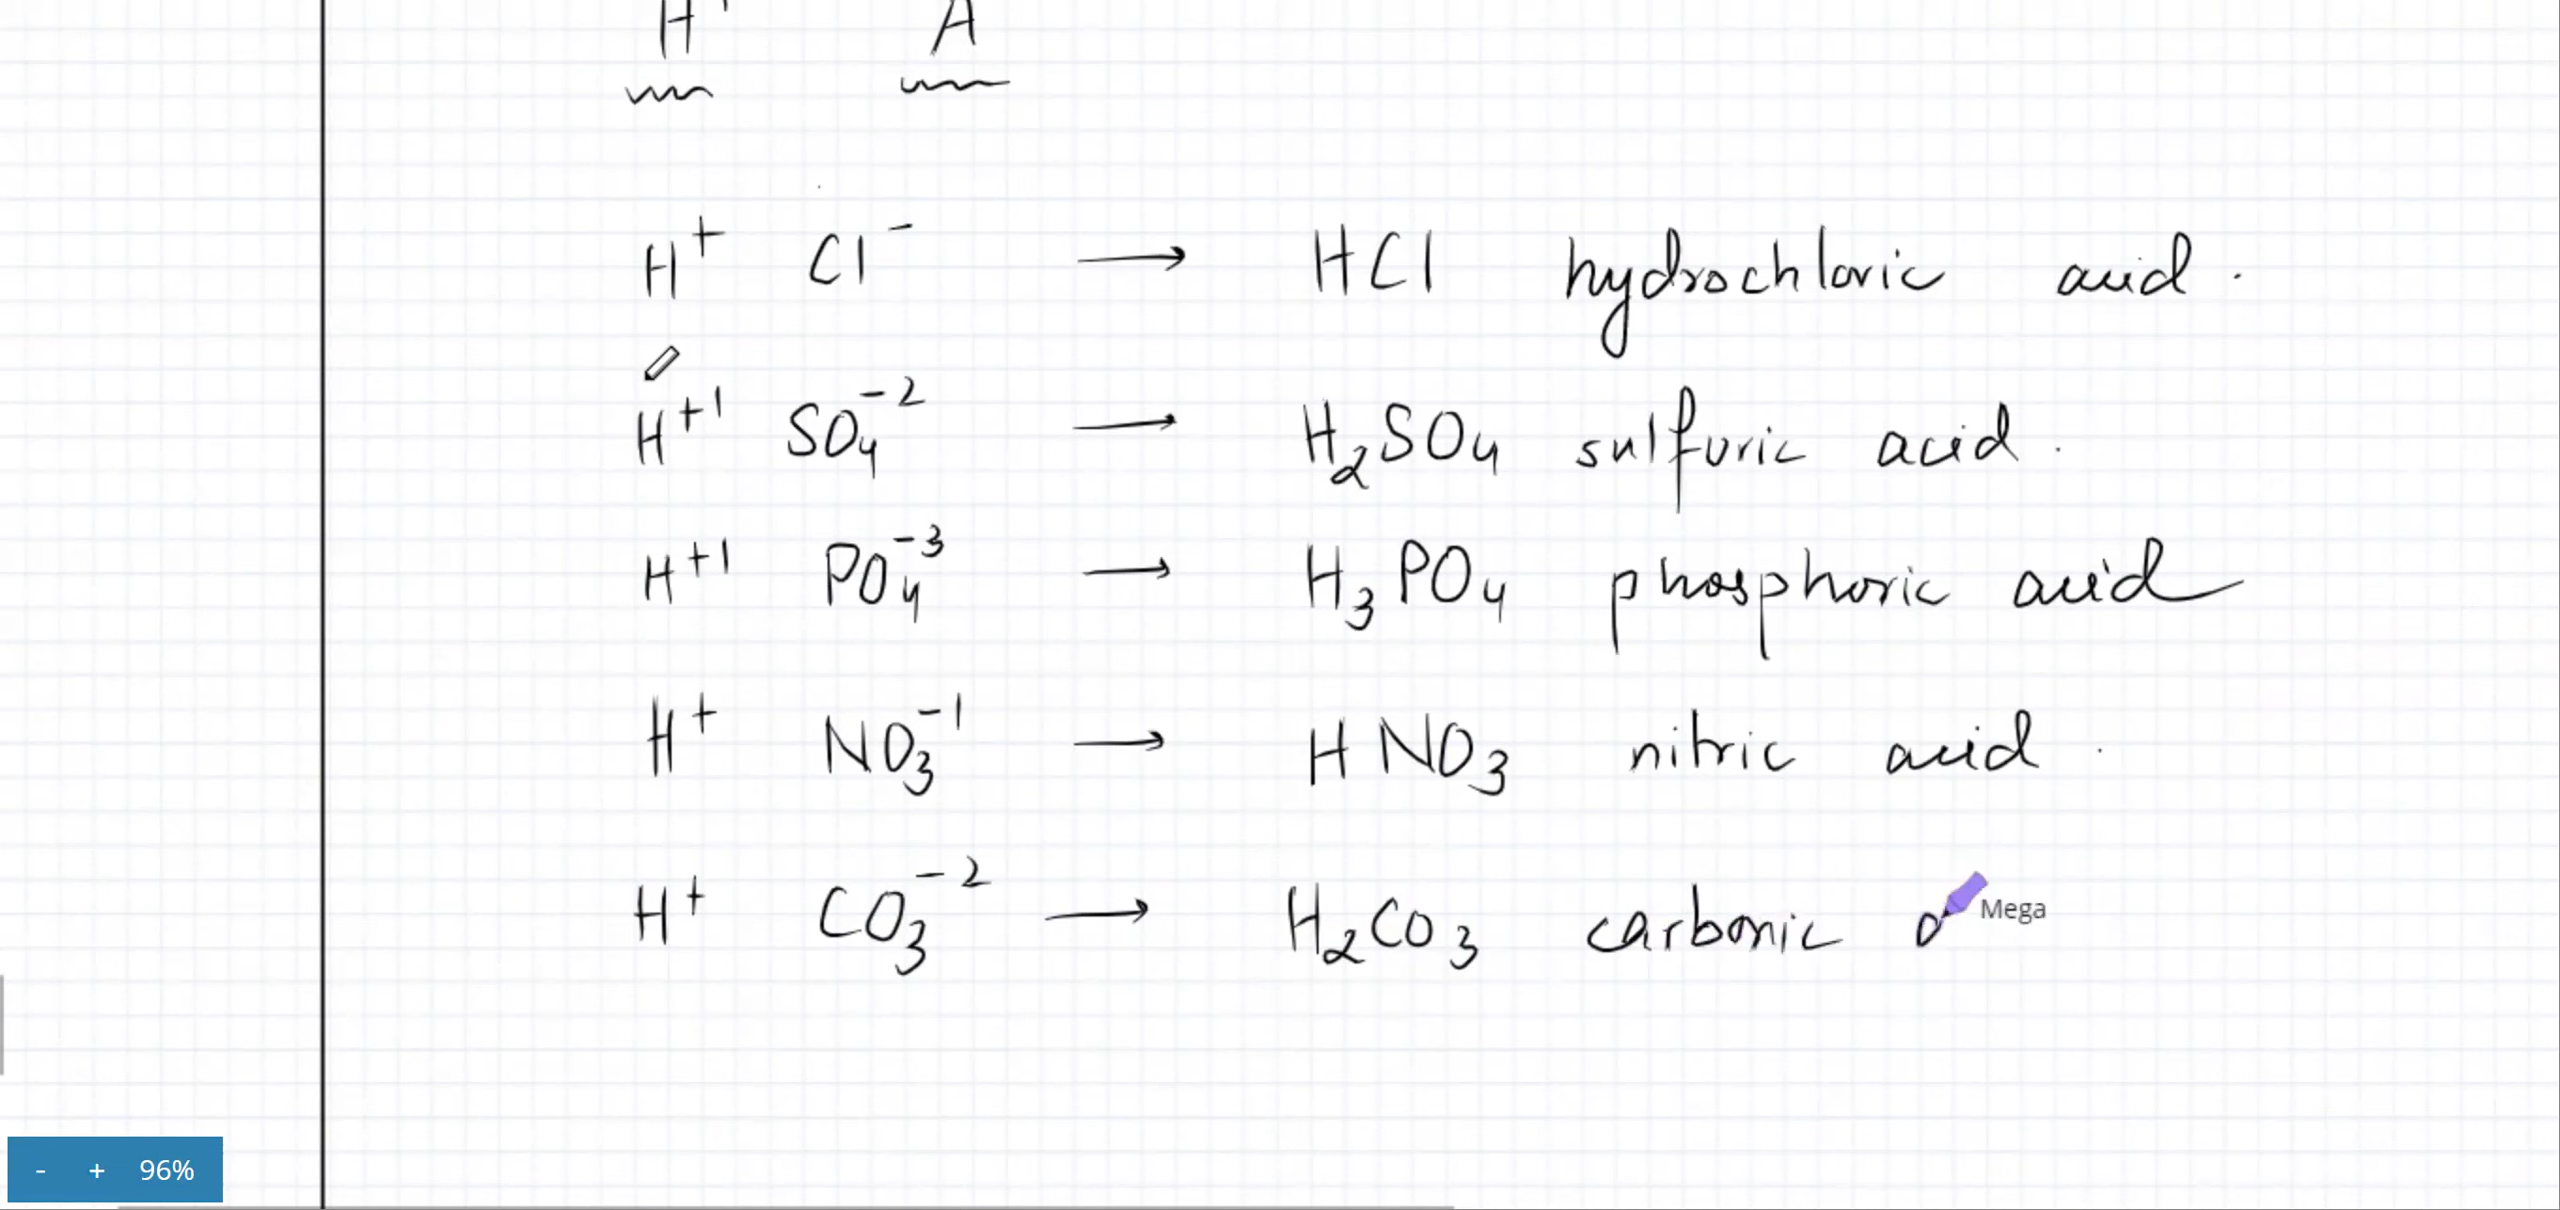 H⁺ A
H⁺ Cl⁻ → HCl hydrochloric acid.
H⁺¹ SO₄⁻² → H₂SO₄ sulfuric acid.
H⁺¹ PO₄⁻³ → H₃PO₄ phosphoric acid
H⁺ NO₃⁻¹ → HNO₃ nitric acid.
H⁺ CO₃⁻² → H₂CO₃ carbonic a
Mega
- + 96%